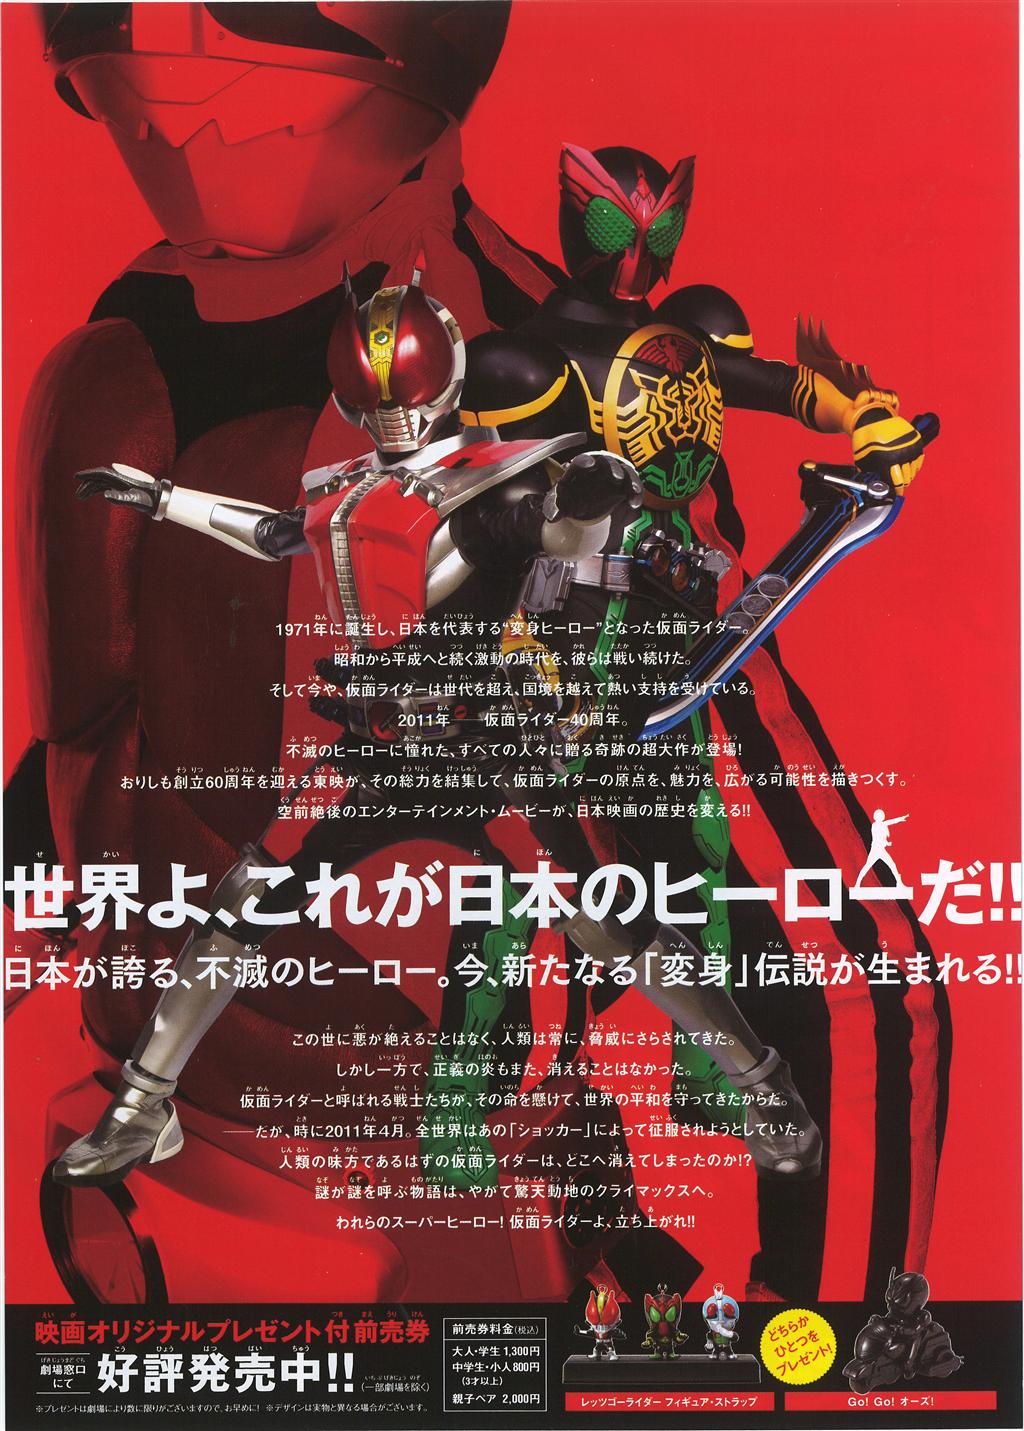 1971年に誕生し、日本を代表する“変身ヒーロー”となった仮面ライダー。
昭和から平成へと続く激動の時代を、彼らは戦い続けた。
そして今や、仮面ライダーは世代を超え、国境を越えて熱い支持を受けている。
2011年――仮面ライダー40周年。
不滅のヒーローに憧れた、すべての人々に贈る奇跡の超大作が登場!
おりしも創立60周年を迎える東映が、その総力を結集して、仮面ライダーの原点を、魅力を、広がる可能性を描きつくす。
空前絶後のエンターテインメント・ムービーが、日本映画の歴史を変える!!
世界よ、これが日本のヒーローだ!!
日本が誇る、不滅のヒーロー。今、新たなる「変身」伝説が生まれる!!
この世に悪が絶えることはなく、人類は常に、脅威にさらされてきた。
しかし一方で、正義の炎もまた、消えることはなかった。
仮面ライダーと呼ばれる戦士たちが、その命を懸けて、世界の平和を守ってきたからだ。
――だが、時に2011年4月。全世界はあの「ショッカー」によって征服されようとしていた。
人類の味方であるはずの仮面ライダーは、どこへ消えてしまったのか!?
謎が謎を呼ぶ物語は、やがて驚天動地のクライマックスへ。
われらのスーパーヒーロー! 仮面ライダーよ、立ち上がれ!!
映画オリジナルプレゼント付前売券
劇場窓口にて
好評発売中!!
(一部劇場を除く)
※プレゼントは劇場により数に限りがございますので、お早めに! ※デザインは実物と異なる場合がございます。
前売券料金(税込)
大人・学生 1,300円
中学生・小人 800円
(3才以上)
親子ペア 2,000円
レッツゴーライダー フィギュア・ストラップ
どちらか
ひとつを
プレゼント!
Go! Go! オーズ!